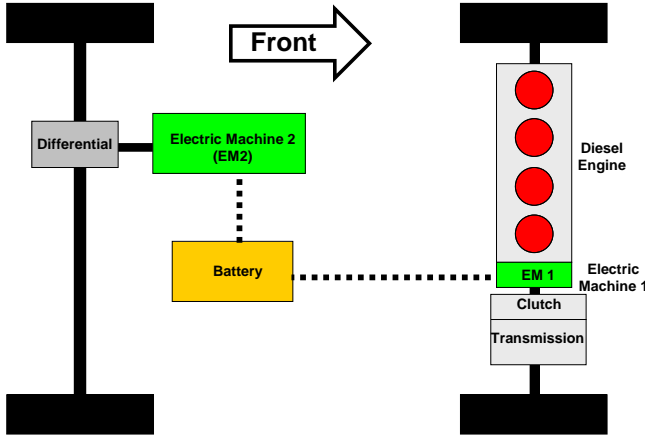 Front
Differential
Electric Machine 2
(EM2)
Diesel
Engine
Battery
EM 1
Electric
Machine 1
Clutch
Transmission